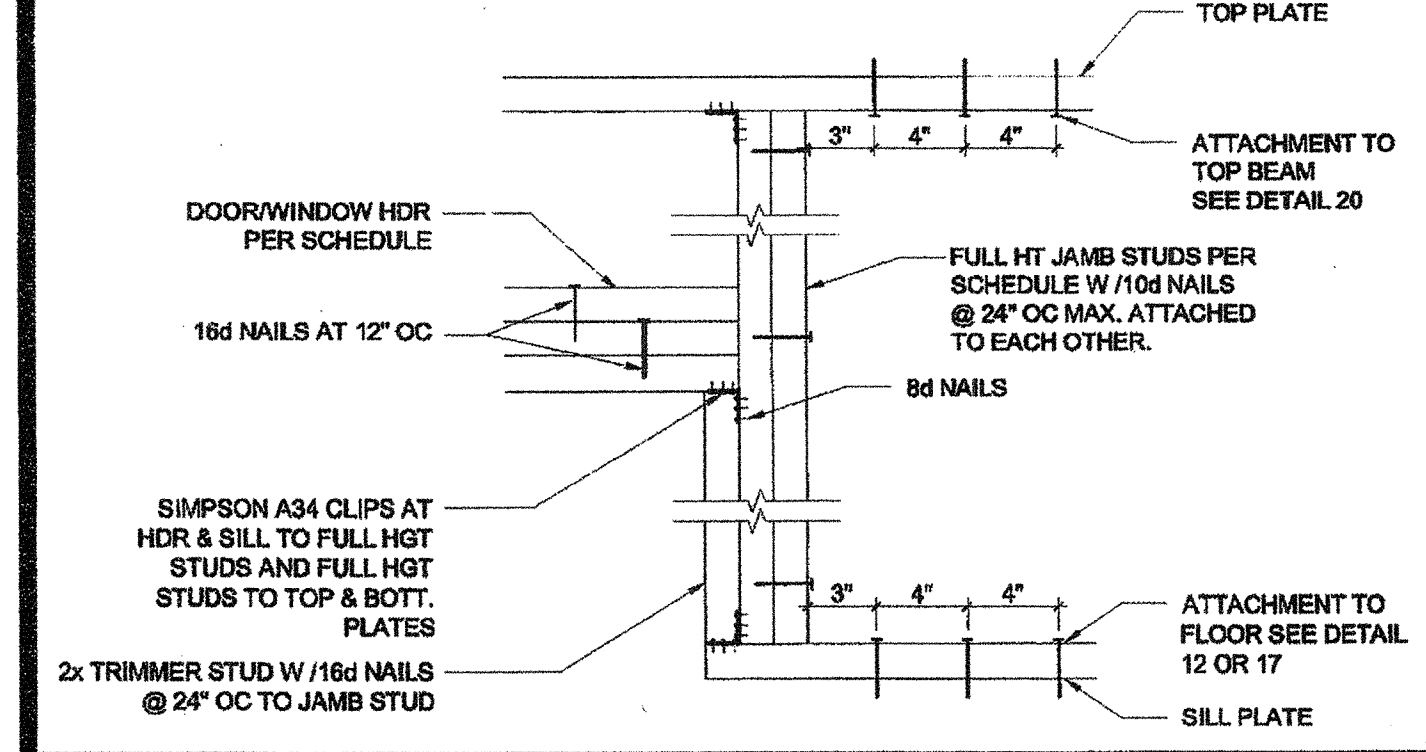 TOP PLATE
3" 4" 4"
ATTACHMENT TO
TOP BEAM
SEE DETAIL 20
DOOR/WINDOW HDR
PER SCHEDULE
FULL HT JAMB STUDS PER
SCHEDULE W/10d NAILS
@ 24" OC MAX. ATTACHED
TO EACH OTHER.
16d NAILS AT 12" OC
8d NAILS
SIMPSON A34 CLIPS AT
HDR & SILL TO FULL HGT
STUDS AND FULL HGT
STUDS TO TOP & BOTT.
PLATES
3" 4" 4"
ATTACHMENT TO
FLOOR SEE DETAIL
12 OR 17
2x TRIMMER STUD W/16d NAILS
@ 24" OC TO JAMB STUD
SILL PLATE